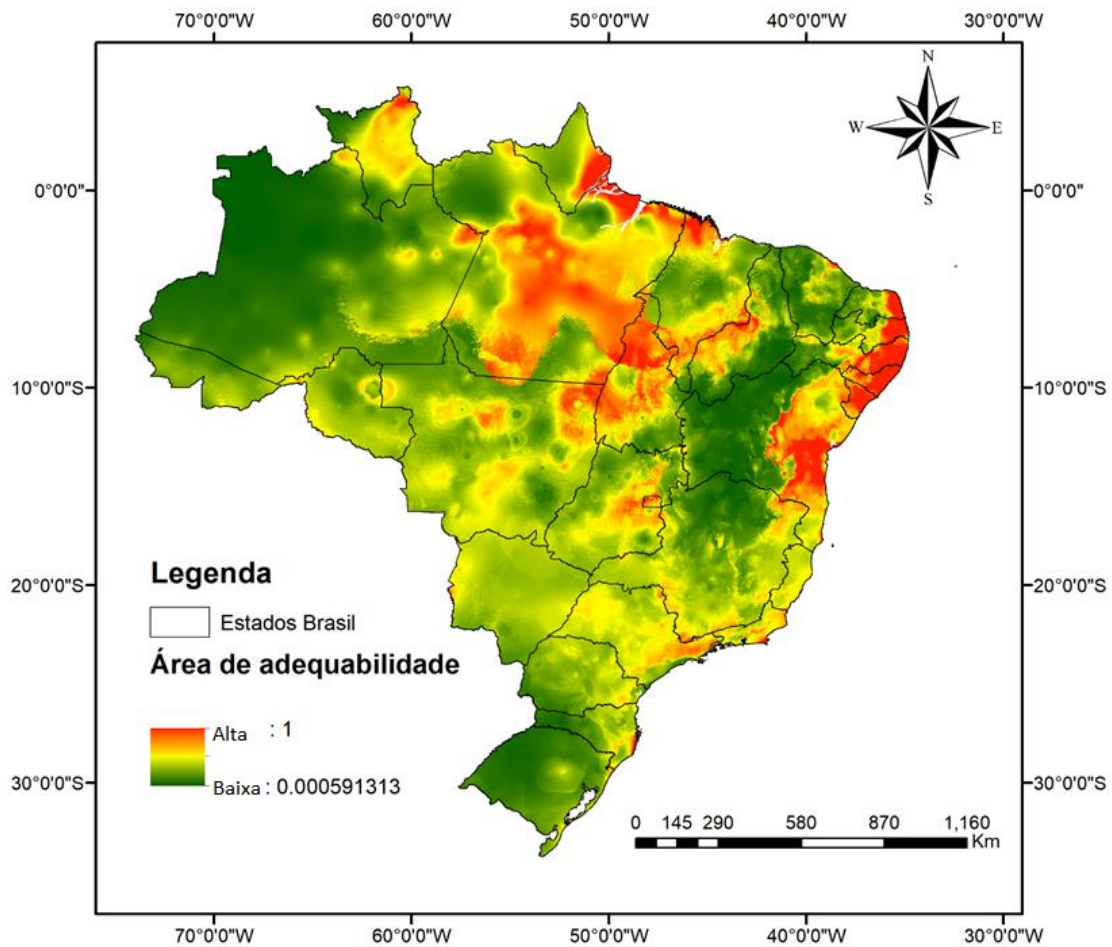 70°0'0"W 60°0'0"W 50°0'0"W 40°0'0"W 30°0'0"W
N
W E
S
0°0'0" 0°0'0"
10°0'0"S 10°0'0"S
Legenda
20°0'0"S 20°0'0"S
Estados Brasil
Área de adequabilidade
Alta : 1
Baixa : 0.000591313
30°0'0"S 30°0'0"S
0 145 290 580 870 1,160
Km
70°0'0"W 60°0'0"W 50°0'0"W 40°0'0"W 30°0'0"W